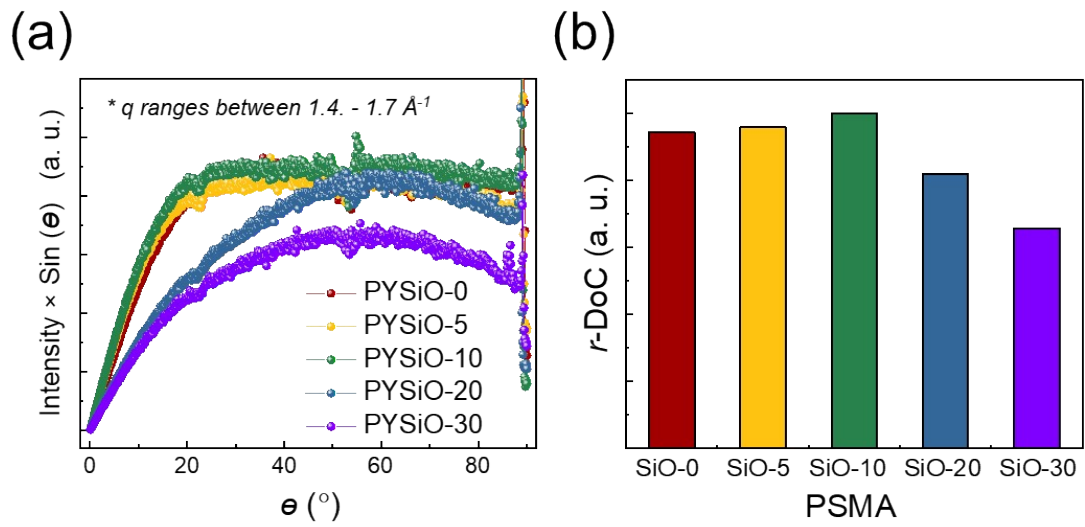 (a)
(b)
* q ranges between 1.4. - 1.7 Å-1
Intensity × Sin (ɵ) (a. u.)
PYSiO-0
PYSiO-5
PYSiO-10
PYSiO-20
PYSiO-30
0 20 40 60 80
ɵ (°)
r-DoC (a. u.)
SiO-0 SiO-5 SiO-10 SiO-20 SiO-30
PSMA